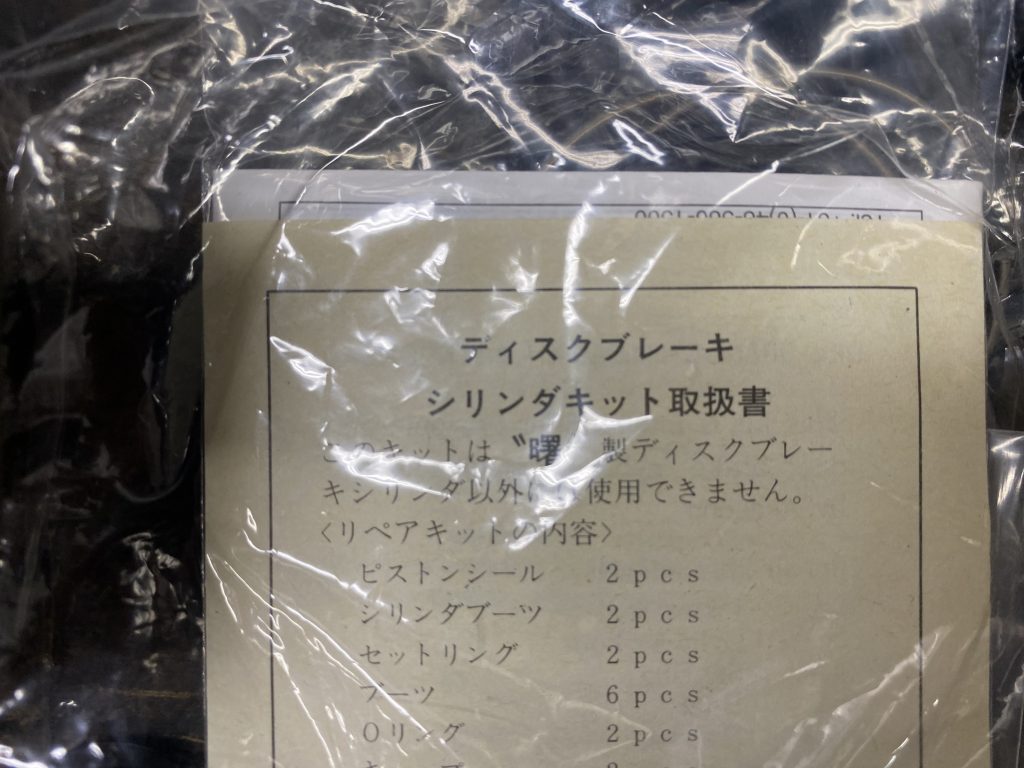 ディスクブレーキ
シリンダキット取扱書
このキットは〝曙 製ディスクブレー
キシリンダ以外には使用できません。
〈リペアキットの内容〉
ピストンシール 2pcs
シリンダブーツ 2pcs
セットリング 2pcs
ブーツ 6pcs
Oリング 2pcs